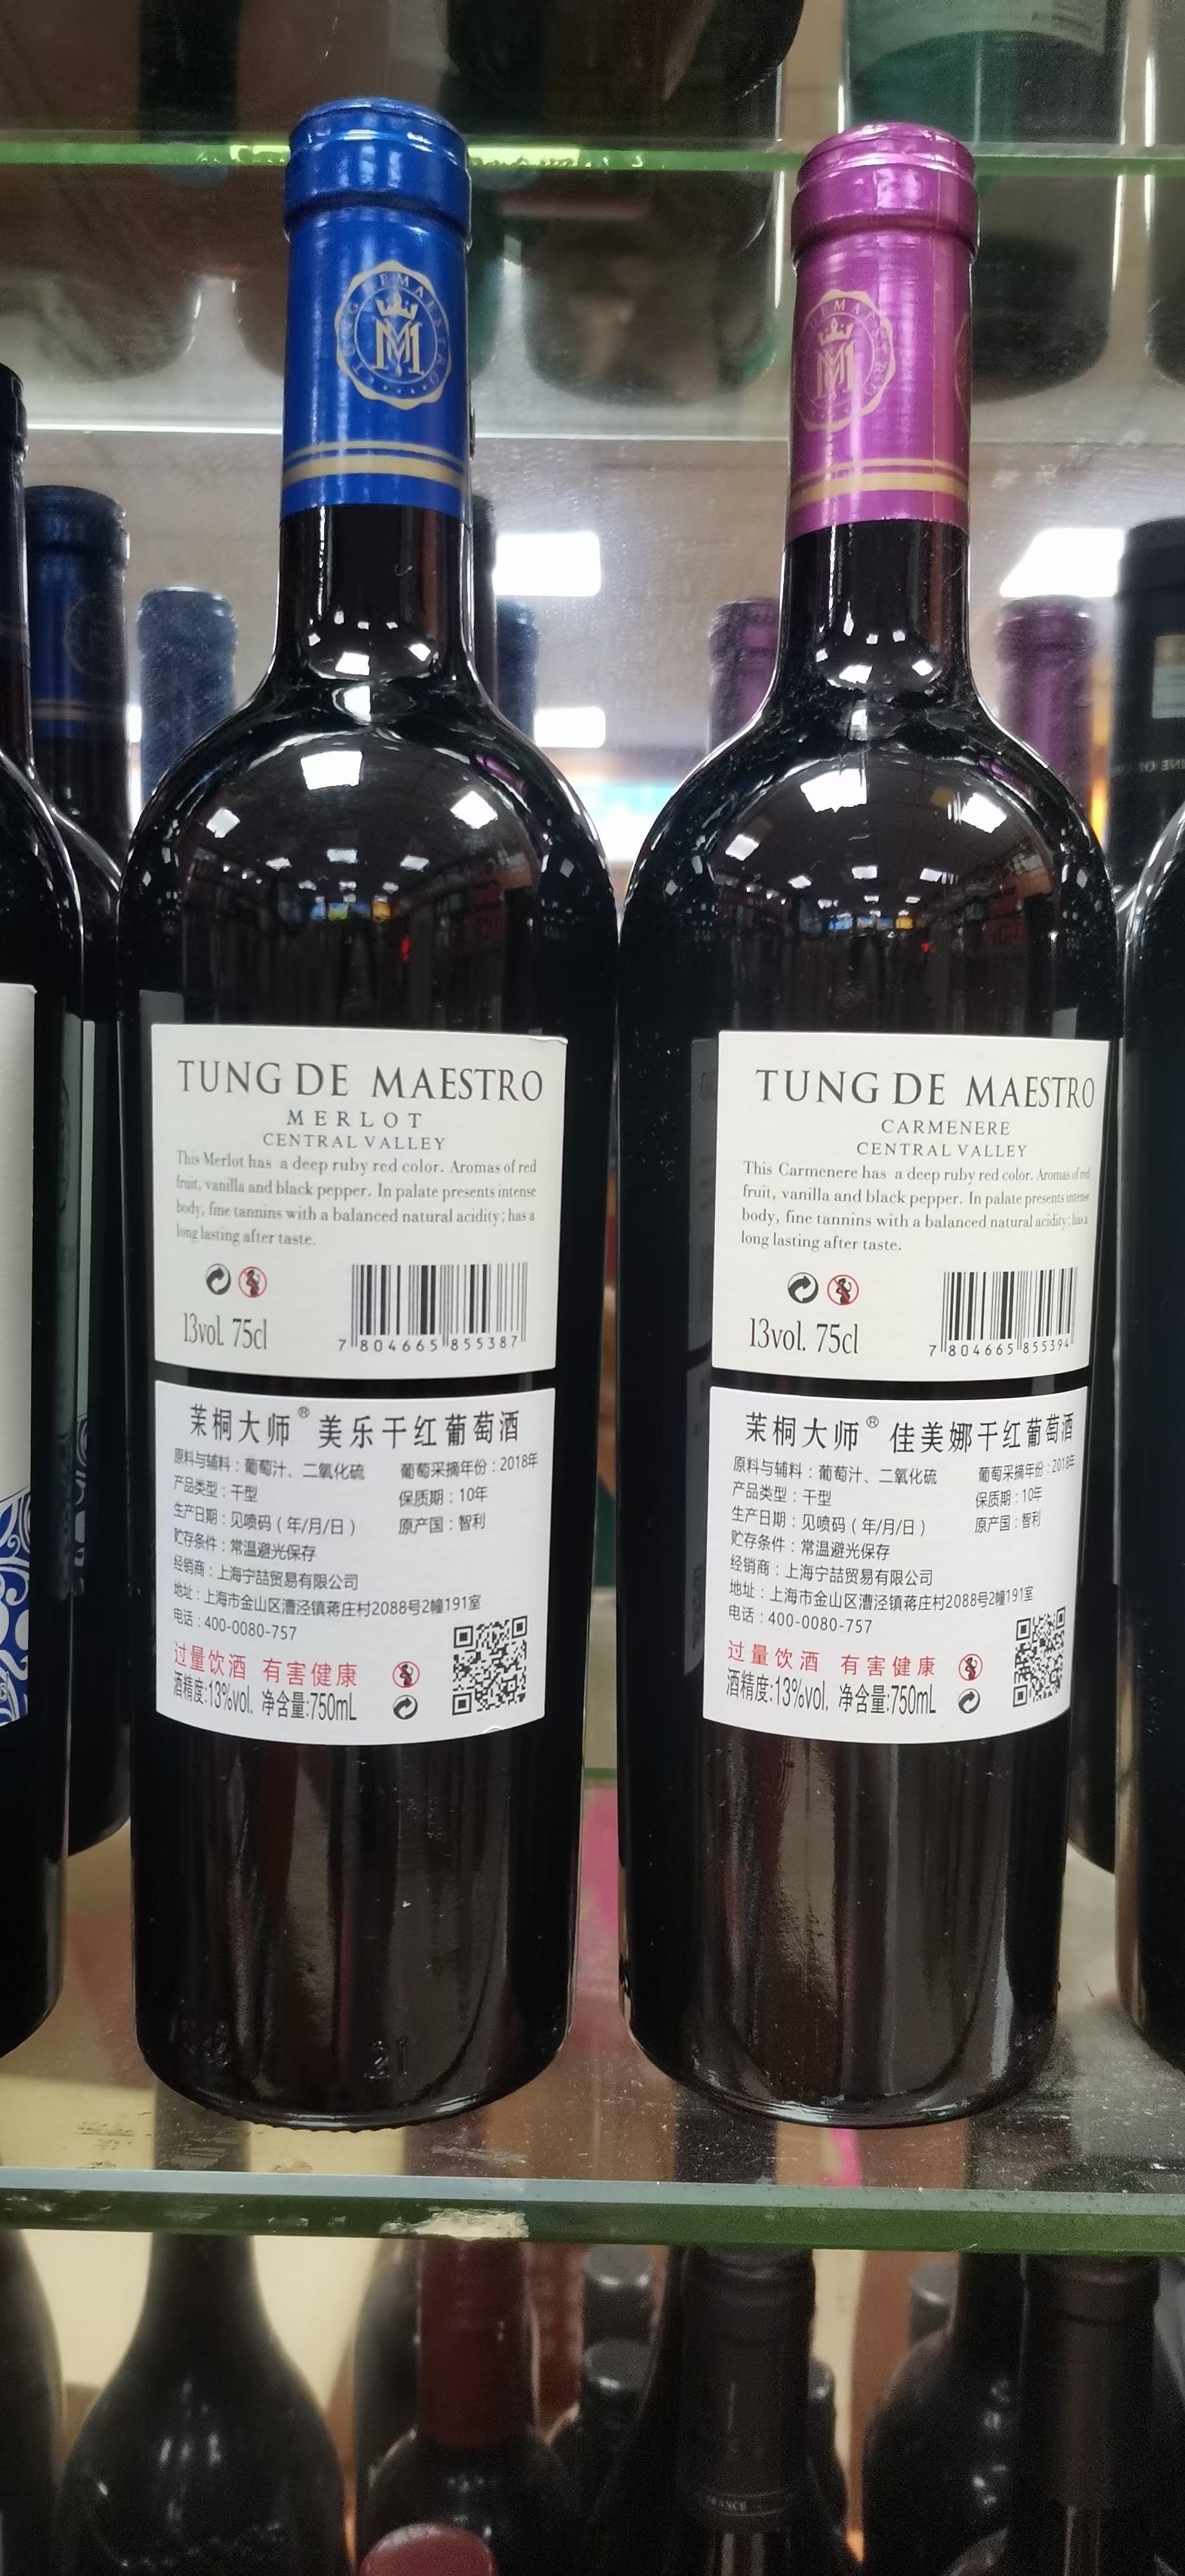 TUNG DE MAESTRO
MERLOT
CENTRAL VALLEY
This Merlot has a deep ruby red color. Aromas of red
fruit, vanilla and black pepper. In palate presents intense
body, fine tannins with a balanced natural acidity; has a
long lasting after taste.
13vol. 75cl
7 804665 855387
茉桐大师® 美乐干红葡萄酒
原料与辅料：葡萄汁、二氧化硫 葡萄采摘年份：2018年
产品类型：干型 保质期：10年
生产日期：见喷码（年/月/日） 原产国：智利
贮存条件：常温避光保存
经销商：上海宁喆贸易有限公司
地址：上海市金山区漕泾镇蒋庄村2088号2幢191室
电话：400-0080-757
过量饮酒 有害健康
酒精度:13%vol. 净含量:750mL
21
TUNG DE MAESTRO
CARMENERE
CENTRAL VALLEY
This Carmenere has a deep ruby red color. Aromas of red
fruit, vanilla and black pepper. In palate presents intense
body, fine tannins with a balanced natural acidity; has a
long lasting after taste.
13vol. 75cl
7 804665 855394
茉桐大师® 佳美娜干红葡萄酒
原料与辅料：葡萄汁、二氧化硫 葡萄采摘年份：2018年
产品类型：干型 保质期：10年
生产日期：见喷码（年/月/日） 原产国：智利
贮存条件：常温避光保存
经销商：上海宁喆贸易有限公司
地址：上海市金山区漕泾镇蒋庄村2088号2幢191室
电话：400-0080-757
过量饮酒 有害健康
酒精度:13%vol. 净含量:750mL
FRANCE